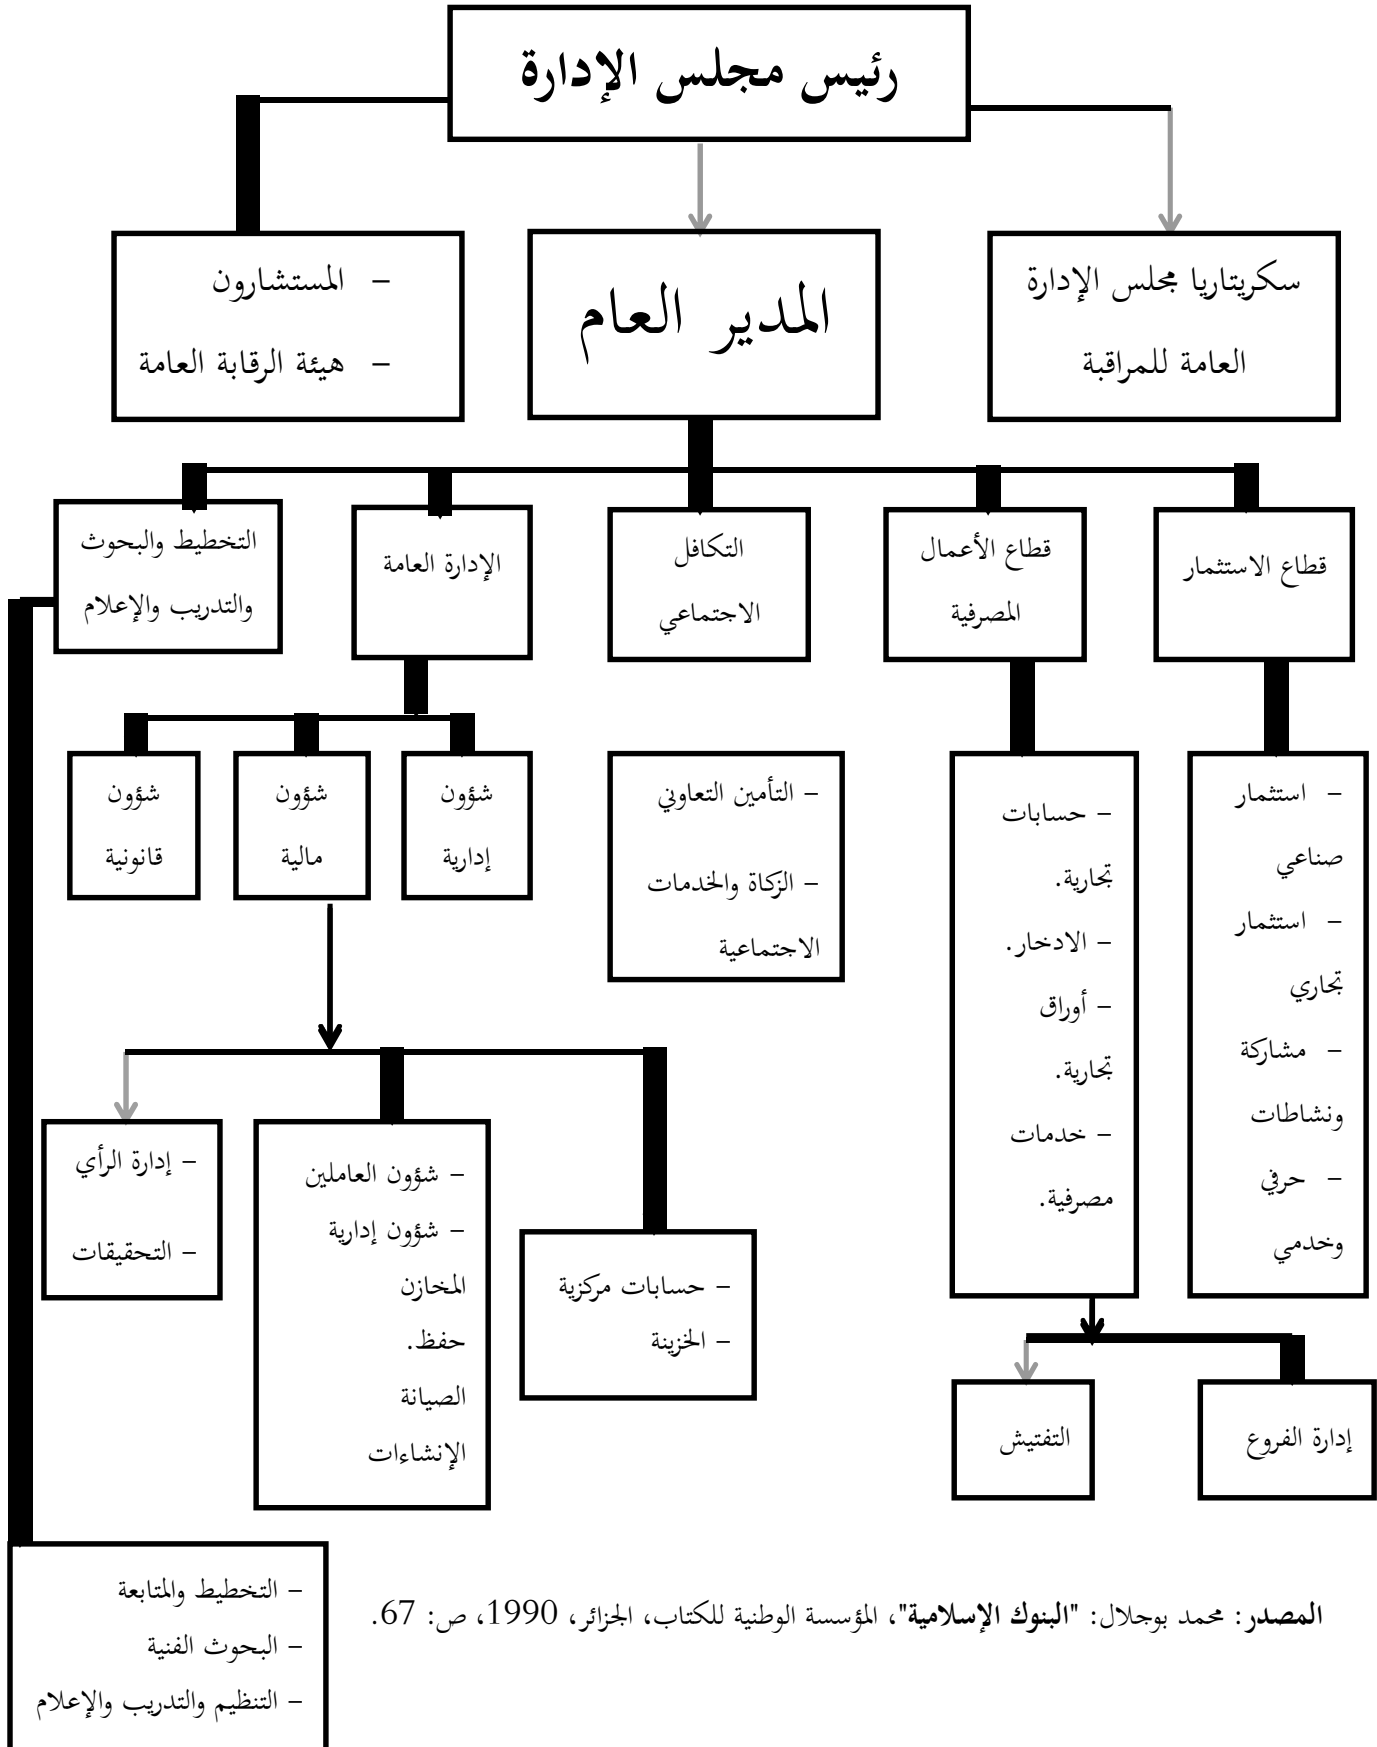 رئيس مجلس الإدارة
سكريتاريا مجلس الإدارة
العامة للمراقبة
المدير العام
- المستشارون
- هيئة الرقابة العامة
قطاع الاستثمار
قطاع الأعمال
المصرفية
التكافل
الاجتماعي
الإدارة العامة
التخطيط والبحوث
والتدريب والإعلام
- استثمار
صناعي
- استثمار
تجاري
- مشاركة
ونشاطات
- حرفي
وخدمي
- حسابات
تجارية.
- الادخار.
- أوراق
تجارية.
- خدمات
مصرفية.
- التأمين التعاوني
- الزكاة والخدمات
الاجتماعية
شؤون
إدارية
شؤون
مالية
شؤون
قانونية
- حسابات مركزية
- الخزينة
- شؤون العاملين
- شؤون إدارية
المخازن
حفظ.
الصيانة
الإنشاءات
- إدارة الرأي
- التحقيقات
إدارة الفروع
التفتيش
- التخطيط والمتابعة
- البحوث الفنية
- التنظيم والتدريب والإعلام
المصدر: محمد بوجلال: "البنوك الإسلامية"، المؤسسة الوطنية للكتاب، الجزائر، 1990، ص: 67.